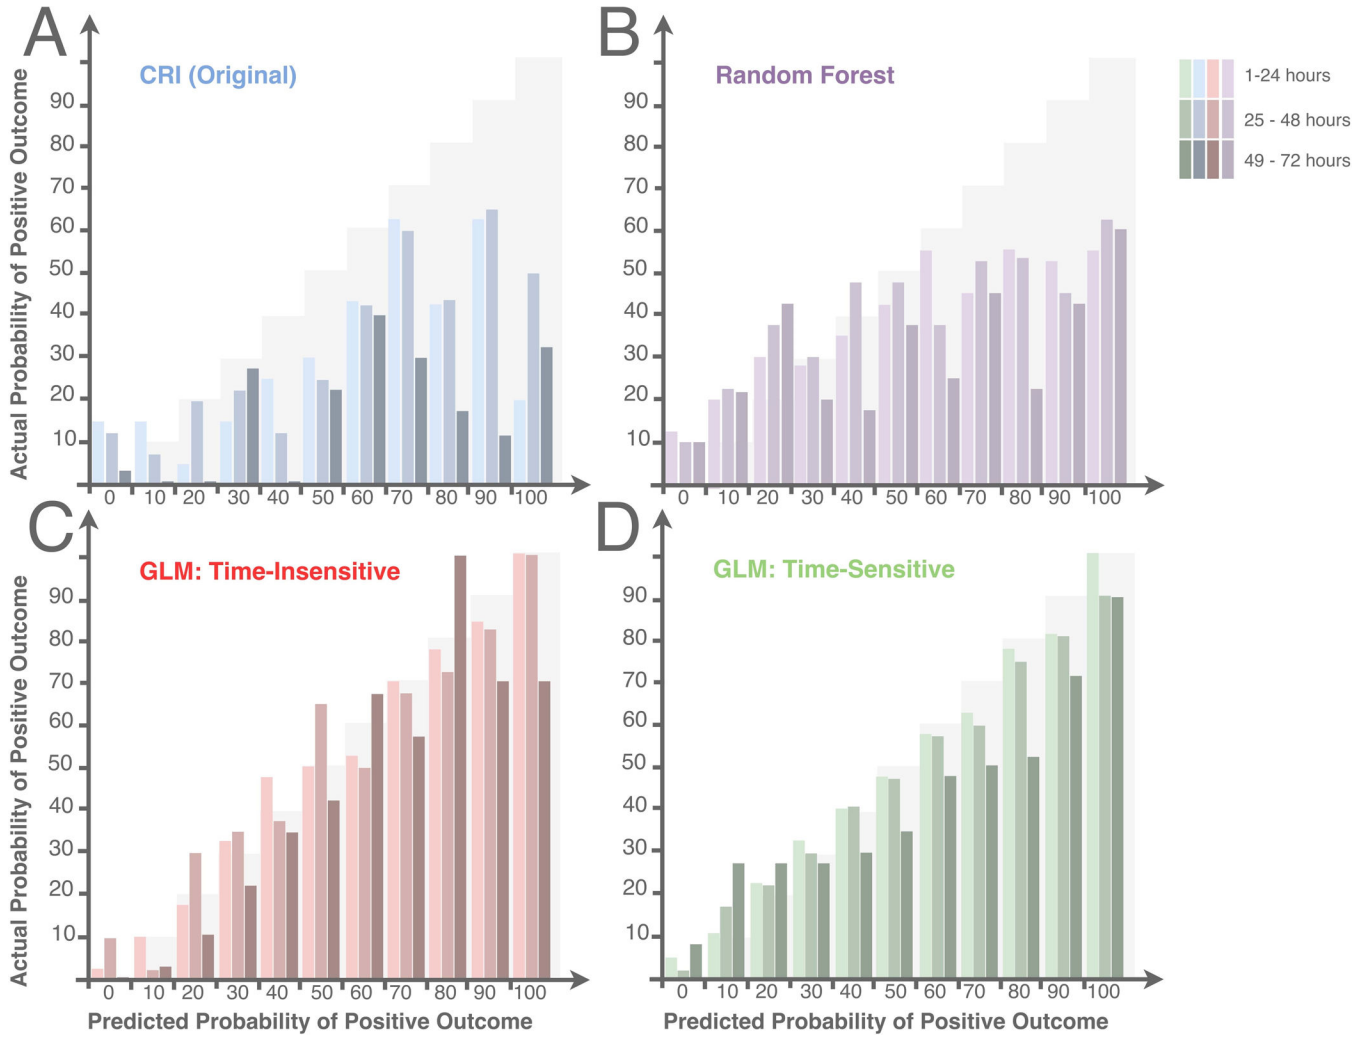 A
CRI (Original)
Actual Probability of Positive Outcome
90
80
70
60
50
40
30
20
10
0 10 20 30 40 50 60 70 80 90 100
B
Random Forest
90
80
70
60
50
40
30
20
10
0 10 20 30 40 50 60 70 80 90 100
1-24 hours
25 - 48 hours
49 - 72 hours
C
GLM: Time-Insensitive
Actual Probability of Positive Outcome
90
80
70
60
50
40
30
20
10
0 10 20 30 40 50 60 70 80 90 100
Predicted Probability of Positive Outcome
D
GLM: Time-Sensitive
90
80
70
60
50
40
30
20
10
0 10 20 30 40 50 60 70 80 90 100
Predicted Probability of Positive Outcome